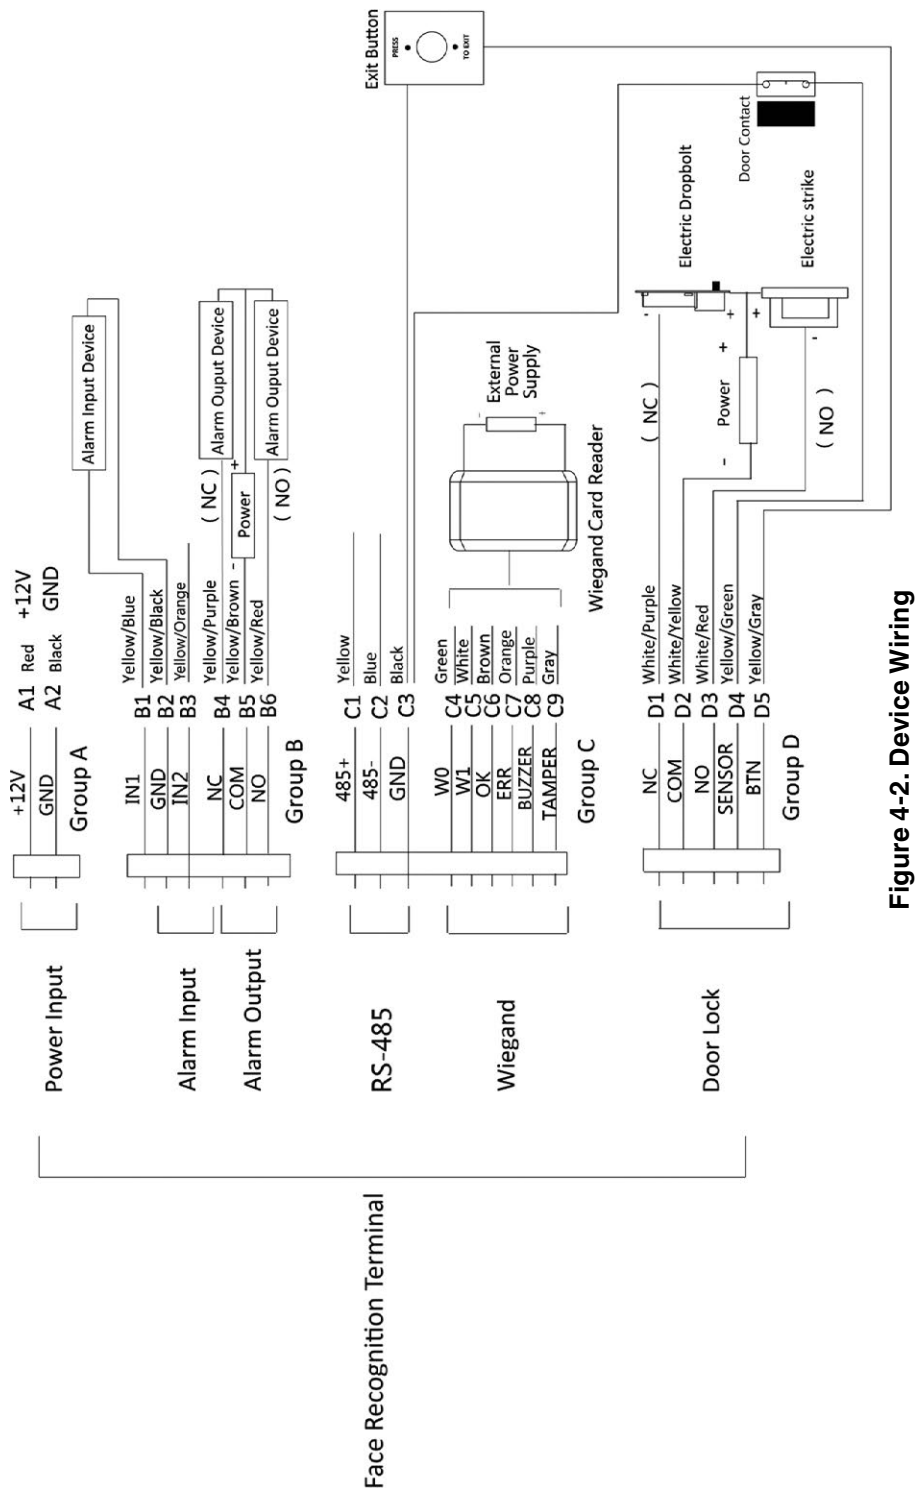 Face Recognition Terminal
Power Input
Alarm Input
Alarm Output
RS-485
Wiegand
Door Lock
+12V A1 Red +12V
GND A2 Black GND
Group A
IN1 B1 Yellow/Blue
GND B2 Yellow/Black
IN2 B3 Yellow/Orange
NC B4 Yellow/Purple
COM B5 Yellow/Brown
NO B6 Yellow/Red
Group B
Alarm Input Device
( NC ) Alarm Ouput Device
- Power +
( NO ) Alarm Ouput Device
485+ C1 Yellow
485- C2 Blue
GND C3 Black
W0 C4 Green
W1 C5 White
OK C6 Brown
ERR C7 Orange
BUZZER C8 Purple
TAMPER C9 Gray
Group C
Wiegand Card Reader
- +
External
Power
Supply
Exit Button
PRESS
TO EXIT
NC D1 White/Purple
COM D2 White/Yellow
NO D3 White/Red
SENSOR D4 Yellow/Green
BTN D5 Yellow/Gray
Group D
( NC )
- Power +
( NO )
- +
+ -
Electric Dropbolt
Electric strike
Door Contact
Figure 4-2. Device Wiring